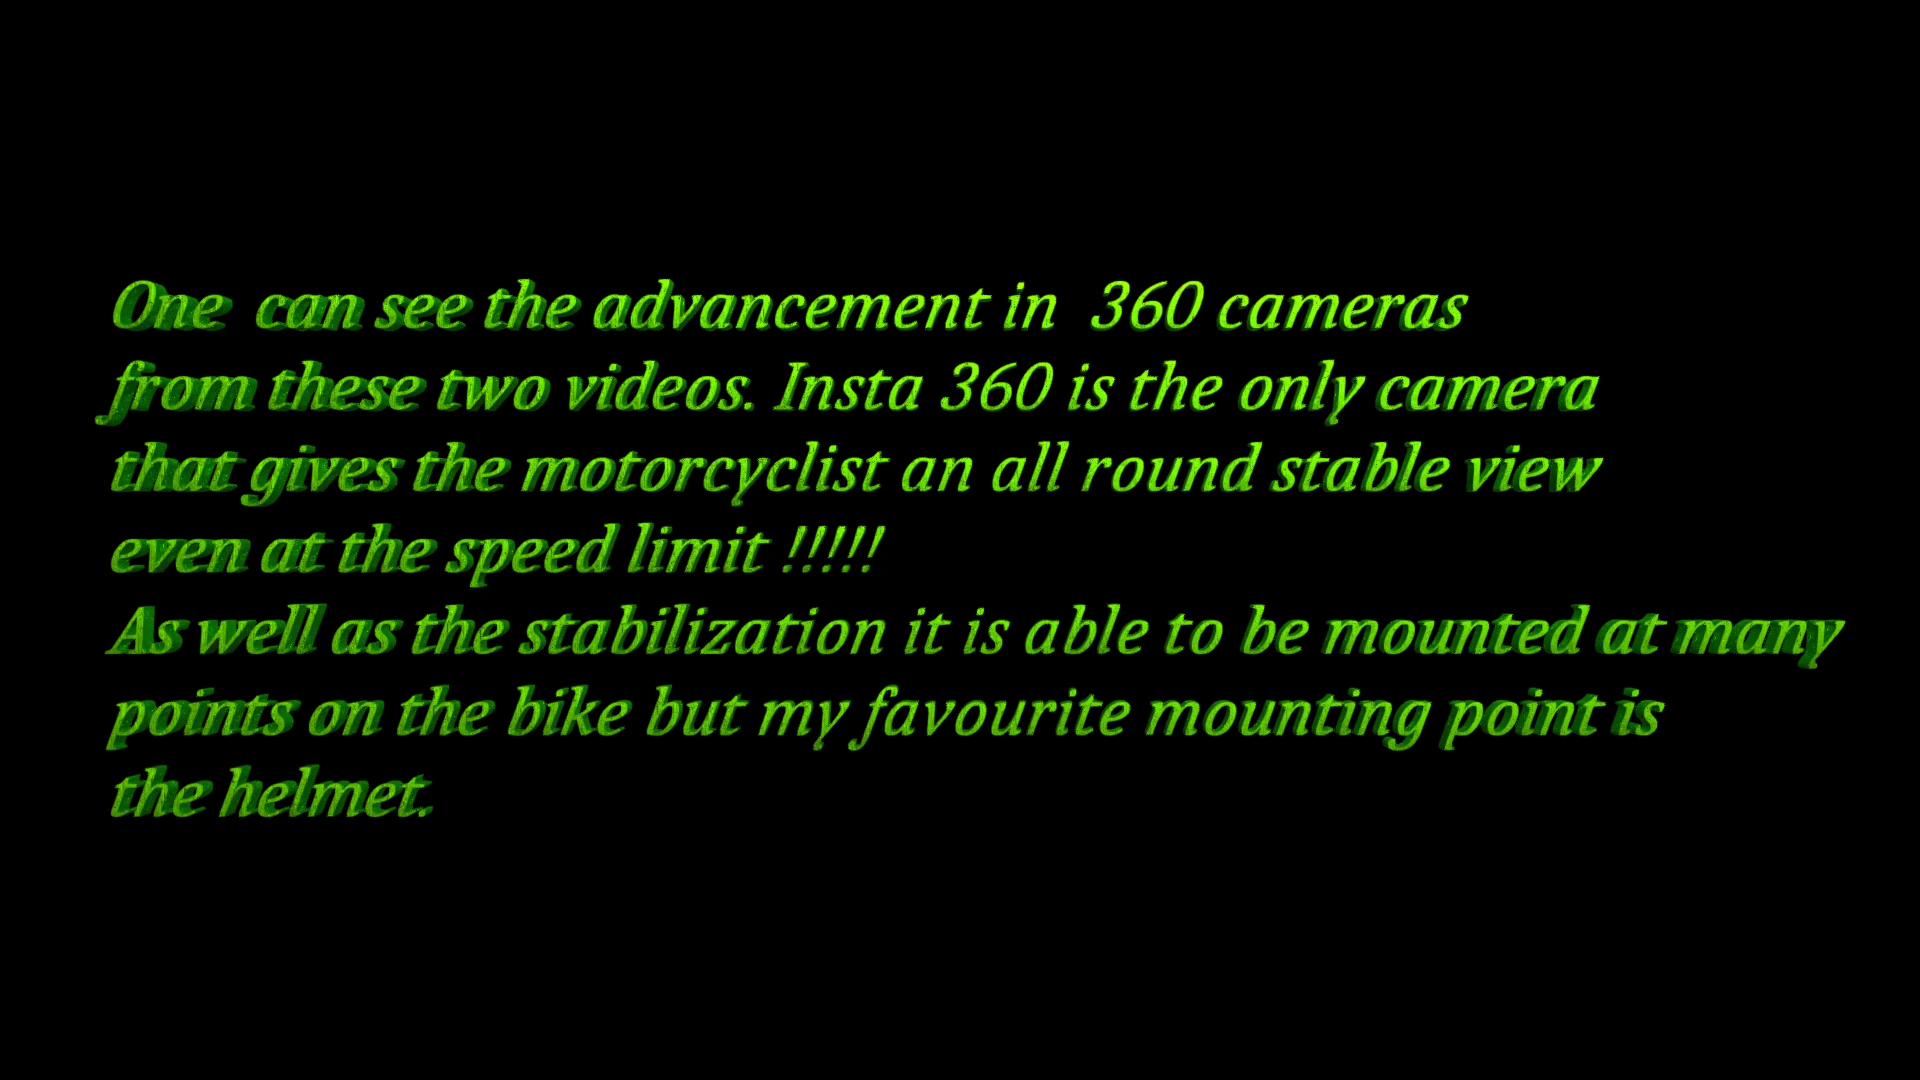 One  can see the advancement in  360 cameras
from these two videos. Insta 360 is the only camera
that gives the motorcyclist an all round stable view
even at the speed limit !!!!!
As well as the stabilization it is able to be mounted at many
points on the bike but my favourite mounting point is
the helmet.